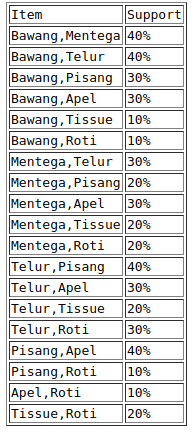 Item Support
Bawang,Mentega 40%
Bawang,Telur 40%
Bawang,Pisang 30%
Bawang,Apel 30%
Bawang,Tissue 10%
Bawang,Roti 10%
Mentega,Telur 30%
Mentega,Pisang 20%
Mentega,Apel 30%
Mentega,Tissue 20%
Mentega,Roti 20%
Telur,Pisang 40%
Telur,Apel 30%
Telur,Tissue 20%
Telur,Roti 30%
Pisang,Apel 40%
Pisang,Roti 10%
Apel,Roti 10%
Tissue,Roti 20%